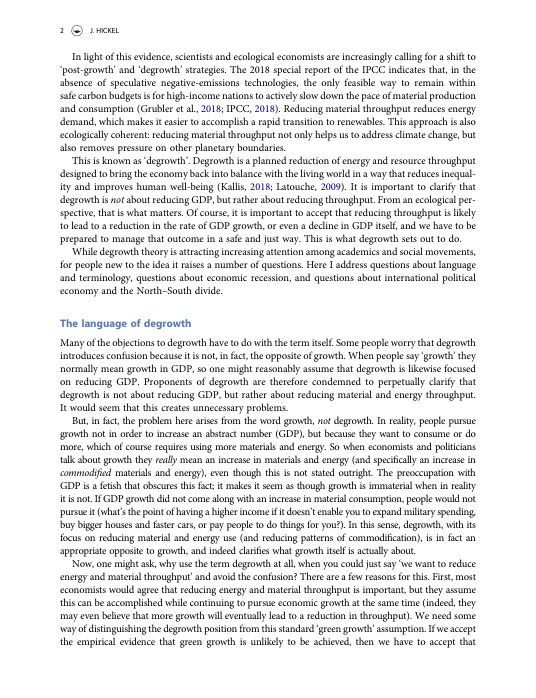 2 J. HICKEL
In light of this evidence, scientists and ecological economists are increasingly calling for a shift to
'post-growth' and 'degrowth' strategies. The 2018 special report of the IPCC indicates that, in the
absence of speculative negative-emissions technologies, the only feasible way to remain within
safe carbon budgets is for high-income nations to actively slow down the pace of material production
and consumption (Grubler et al., 2018; IPCC, 2018). Reducing material throughput reduces energy
demand, which makes it easier to accomplish a rapid transition to renewables. This approach is also
ecologically coherent: reducing material throughput not only helps us to address climate change, but
also removes pressure on other planetary boundaries.
This is known as 'degrowth'. Degrowth is a planned reduction of energy and resource throughput
designed to bring the economy back into balance with the living world in a way that reduces inequal-
ity and improves human well-being (Kallis, 2018; Latouche, 2009). It is important to clarify that
degrowth is not about reducing GDP, but rather about reducing throughput. From an ecological per-
spective, that is what matters. Of course, it is important to accept that reducing throughput is likely
to lead to a reduction in the rate of GDP growth, or even a decline in GDP itself, and we have to be
prepared to manage that outcome in a safe and just way. This is what degrowth sets out to do.
While degrowth theory is attracting increasing attention among academics and social movements,
for people new to the idea it raises a number of questions. Here I address questions about language
and terminology, questions about economic recession, and questions about international political
economy and the North–South divide.
The language of degrowth
Many of the objections to degrowth have to do with the term itself. Some people worry that degrowth
introduces confusion because it is not, in fact, the opposite of growth. When people say 'growth' they
normally mean growth in GDP, so one might reasonably assume that degrowth is likewise focused
on reducing GDP. Proponents of degrowth are therefore condemned to perpetually clarify that
degrowth is not about reducing GDP, but rather about reducing material and energy throughput.
It would seem that this creates unnecessary problems.
But, in fact, the problem here arises from the word growth, not degrowth. In reality, people pursue
growth not in order to increase an abstract number (GDP), but because they want to consume or do
more, which of course requires using more materials and energy. So when economists and politicians
talk about growth they really mean an increase in materials and energy (and specifically an increase in
commodified materials and energy), even though this is not stated outright. The preoccupation with
GDP is a fetish that obscures this fact; it makes it seem as though growth is immaterial when in reality
it is not. If GDP growth did not come along with an increase in material consumption, people would not
pursue it (what's the point of having a higher income if it doesn't enable you to expand military spending,
buy bigger houses and faster cars, or pay people to do things for you?). In this sense, degrowth, with its
focus on reducing material and energy use (and reducing patterns of commodification), is in fact an
appropriate opposite to growth, and indeed clarifies what growth itself is actually about.
Now, one might ask, why use the term degrowth at all, when you could just say 'we want to reduce
energy and material throughput' and avoid the confusion? There are a few reasons for this. First, most
economists would agree that reducing energy and material throughput is important, but they assume
this can be accomplished while continuing to pursue economic growth at the same time (indeed, they
may even believe that more growth will eventually lead to a reduction in throughput). We need some
way of distinguishing the degrowth position from this standard 'green growth' assumption. If we accept
the empirical evidence that green growth is unlikely to be achieved, then we have to accept that